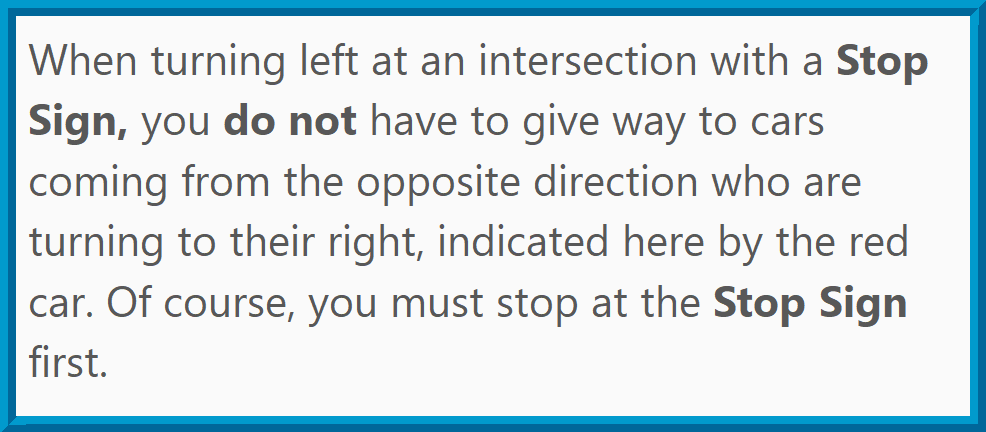 When turning left at an intersection with a Stop
Sign, you do not have to give way to cars
coming from the opposite direction who are
turning to their right, indicated here by the red
car. Of course, you must stop at the Stop Sign
first.